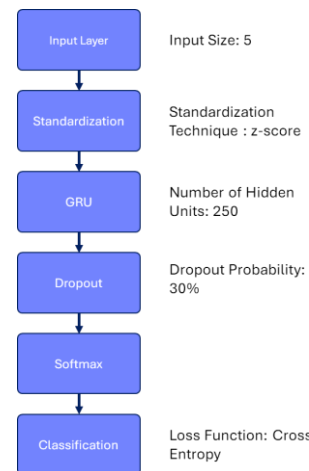 Input Layer
Input Size: 5
Standardization
Standardization
Technique : z-score
GRU
Number of Hidden
Units: 250
Dropout
Dropout Probability:
30%
Softmax
Classification
Loss Function: Cross
Entropy